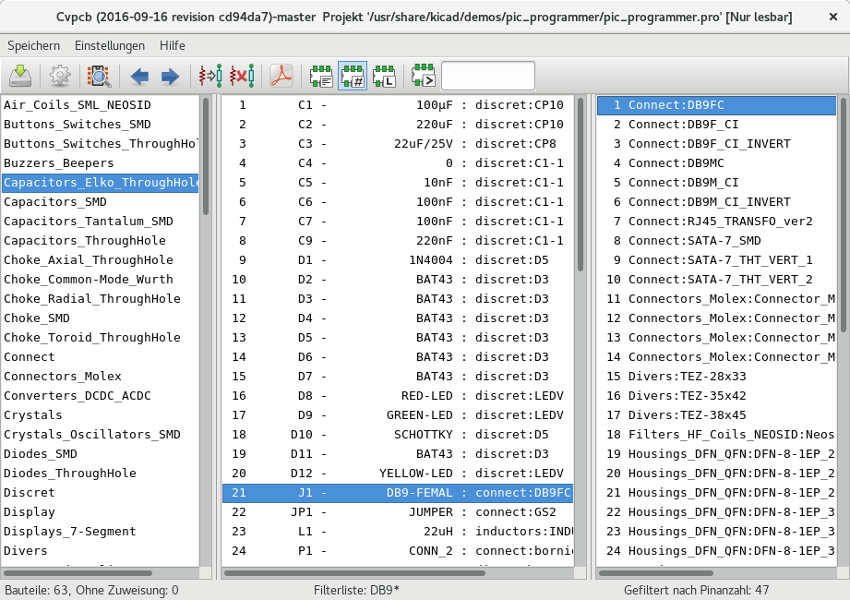 Cvpcb (2016-09-16 revision cd94da7)-master Projekt '/usr/share/kicad/demos/pic_programmer/pic_programmer.pro' [Nur lesbar]
Speichern Einstellungen Hilfe
Air_Coils_SML_NEOSID
Buttons_Switches_SMD
Buttons_Switches_ThroughHo
Buzzers_Beepers
Capacitors_Elko_ThroughHole
Capacitors_SMD
Capacitors_Tantalum_SMD
Capacitors_ThroughHole
Choke_Axial_ThroughHole
Choke_Common-Mode_Wurth
Choke_Radial_ThroughHole
Choke_SMD
Choke_Toroid_ThroughHole
Connect
Connectors_Molex
Converters_DCDC_ACDC
Crystals
Crystals_Oscillators_SMD
Diodes_SMD
Diodes_ThroughHole
Discret
Display
Displays_7-Segment
Divers
1 C1 - 100µF : discret:CP10
2 C2 - 220uF : discret:CP10
3 C3 - 22uF/25V : discret:CP8
4 C4 - 0 : discret:C1-1
5 C5 - 10nF : discret:C1-1
6 C6 - 100nF : discret:C1-1
7 C7 - 100nF : discret:C1-1
8 C9 - 220nF : discret:C1-1
9 D1 - 1N4004 : discret:D5
10 D2 - BAT43 : discret:D3
11 D3 - BAT43 : discret:D3
12 D4 - BAT43 : discret:D3
13 D5 - BAT43 : discret:D3
14 D6 - BAT43 : discret:D3
15 D7 - BAT43 : discret:D3
16 D8 - RED-LED : discret:LEDV
17 D9 - GREEN-LED : discret:LEDV
18 D10 - SCHOTTKY : discret:D5
19 D11 - BAT43 : discret:D3
20 D12 - YELLOW-LED : discret:LEDV
21 J1 - DB9-FEMAL : connect:DB9FC
22 JP1 - JUMPER : connect:GS2
23 L1 - 22uH : inductors:INDU
24 P1 - CONN_2 : connect:bornie
1 Connect:DB9FC
2 Connect:DB9F_CI
3 Connect:DB9F_CI_INVERT
4 Connect:DB9MC
5 Connect:DB9M_CI
6 Connect:DB9M_CI_INVERT
7 Connect:RJ45_TRANSFO_ver2
8 Connect:SATA-7_SMD
9 Connect:SATA-7_THT_VERT_1
10 Connect:SATA-7_THT_VERT_2
11 Connectors_Molex:Connector_M
12 Connectors_Molex:Connector_M
13 Connectors_Molex:Connector_M
14 Connectors_Molex:Connector_M
15 Divers:TEZ-28x33
16 Divers:TEZ-35x42
17 Divers:TEZ-38x45
18 Filters_HF_Coils_NEOSID:Neos
19 Housings_DFN_QFN:DFN-8-1EP_2
20 Housings_DFN_QFN:DFN-8-1EP_2
21 Housings_DFN_QFN:DFN-8-1EP_2
22 Housings_DFN_QFN:DFN-8-1EP_3
23 Housings_DFN_QFN:DFN-8-1EP_3
24 Housings_DFN_QFN:DFN-8-1EP_3
Bauteile: 63, Ohne Zuweisung: 0
Filterliste: DB9*
Gefiltert nach Pinanzahl: 47